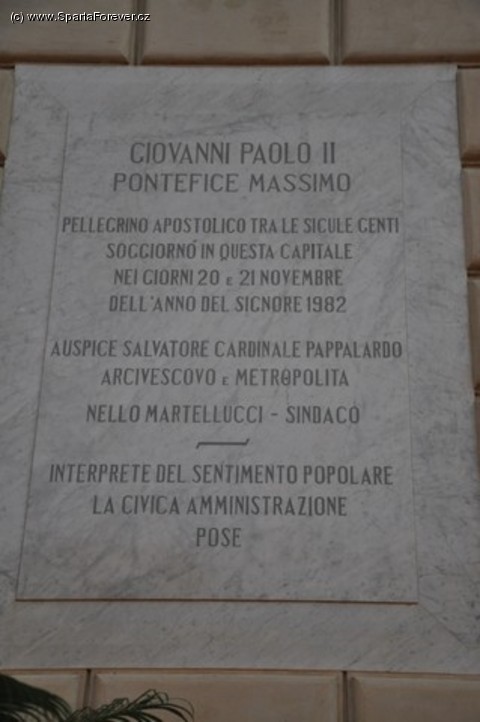 (c) www.SpartaForever.cz
GIOVANNI PAOLO II
PONTEFICE MASSIMO
PELLEGRINO APOSTOLICO TRA LE SICULE GENTI
SOGGIORNÓ IN QUESTA CAPITALE
NEI GIORNI 20 E 21 NOVEMBRE
DELL'ANNO DEL SIGNORE 1982
AUSPICE SALVATORE CARDINALE PAPPALARDO
ARCIVESCOVO E METROPOLITA
NELLO MARTELLUCCI - SINDACO
INTERPRETE DEL SENTIMENTO POPOLARE
LA CIVICA AMMINISTRAZIONE
POSE